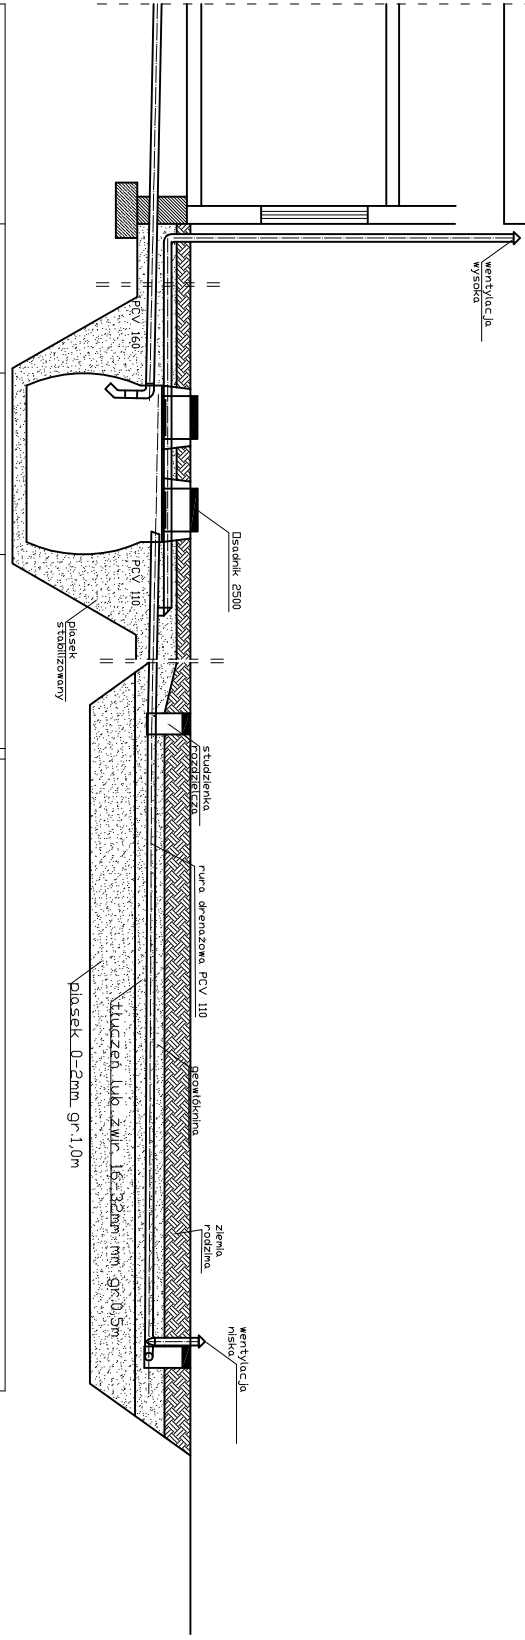 wentylacja
wysoka
PCV 160
Osadnik 2500
PCV 110
piasek
stabilizowany
studzienka
rozdzielcza
rura drenażowa PCV 110
geowłóknina
tłuczeń lub żwir 16-32mm mm gr.0,5m
piasek 0-2mm gr.1,0m
ziemia
rodzima
wentylacja
niska